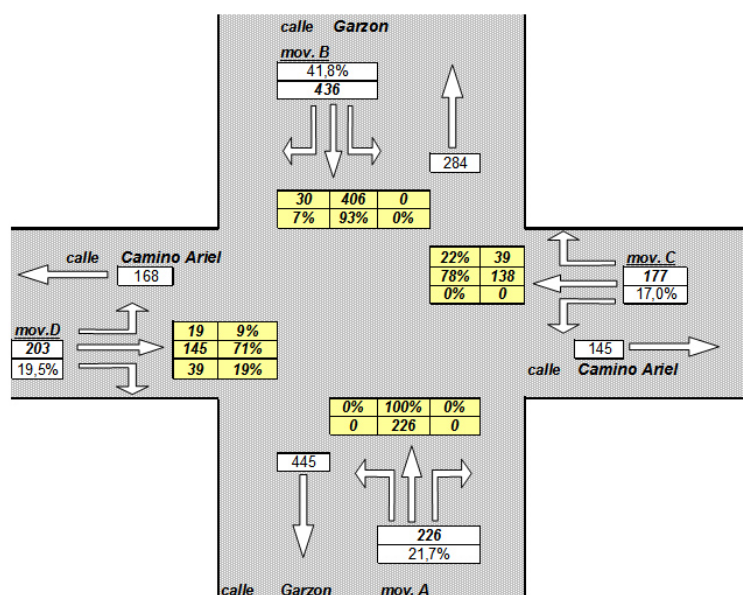 calle Garzon
mov. B
41,8%
436
284
30 406 0
7% 93% 0%
calle Camino Ariel
168
22% 39
78% 138
0% 0
mov. C
177
17,0%
mov.D
203
19,5%
19 9%
145 71%
39 19%
145
calle Camino Ariel
0% 100% 0%
0 226 0
445
226
21,7%
calle Garzon mov. A